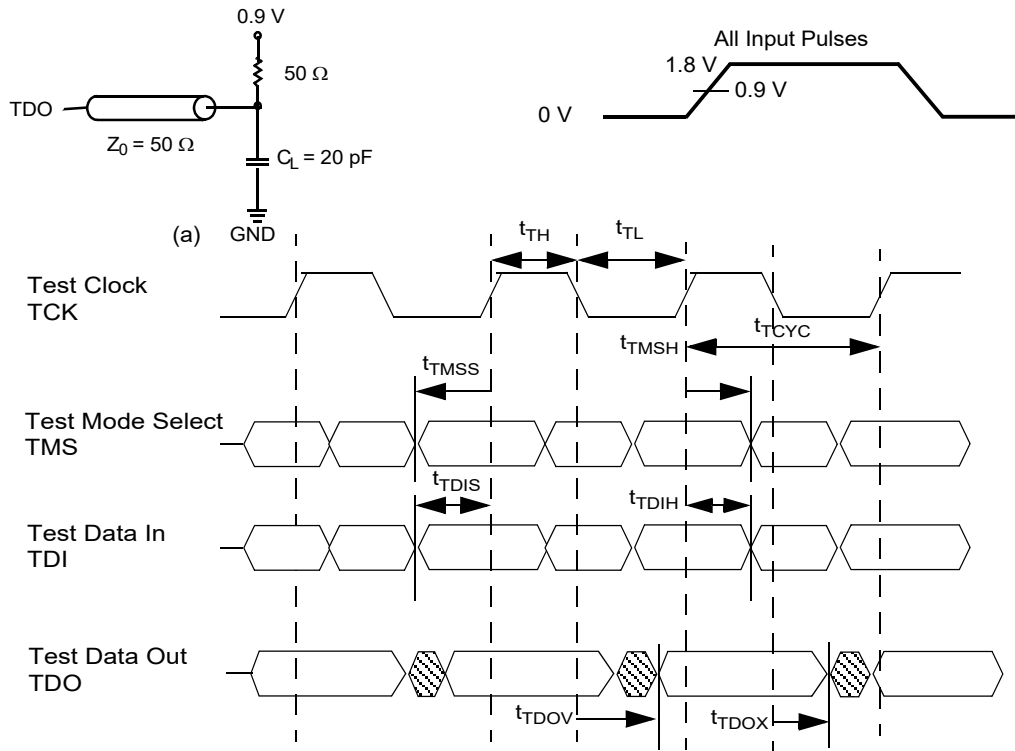 0.9 V
50 Ω
TDO
Z0 = 50 Ω
CL = 20 pF
(a) GND
All Input Pulses
1.8 V
0.9 V
0 V
tTH
tTL
Test Clock
TCK
tTMSH
tTCYC
tTMSS
Test Mode Select
TMS
tTDIS
tTDIH
Test Data In
TDI
Test Data Out
TDO
tTDOV
tTDOX